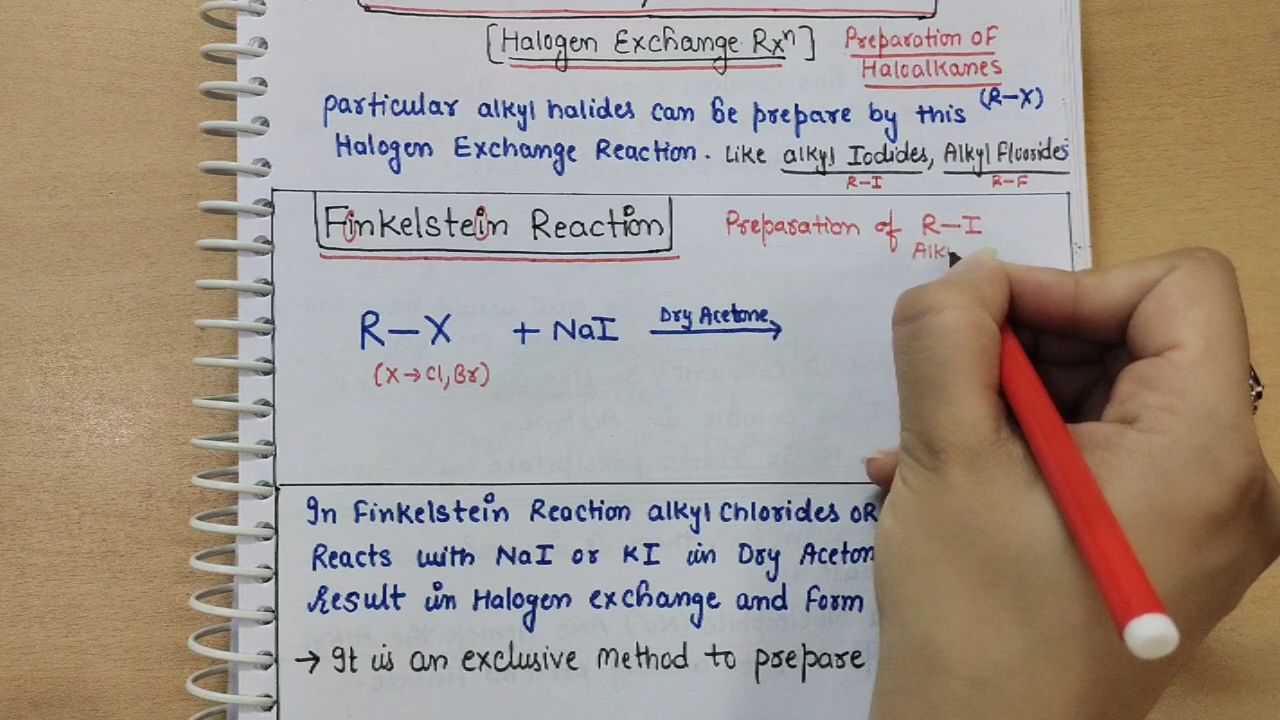 [Halogen Exchange Rxⁿ] Preparation of
Haloalkanes
(R-X)
particular alkyl halides can be prepare by this
Halogen Exchange Reaction. Like alkyl Iodides, Alkyl Fluorides
R-I R-F
Finkelstein Reaction Preparation of R-I
Alk
R-X + NaI Dry Acetone
(X→Cl, Br)
In Finkelstein Reaction alkyl Chlorides OR
Reacts with NaI or KI in Dry Aceton
Result in Halogen exchange and Form
→ It is an exclusive method to prepare